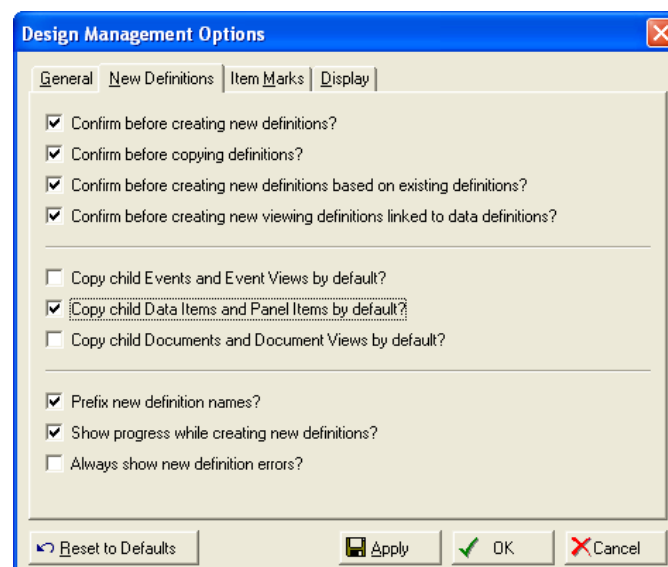 Design Management Options
General New Definitions Item Marks Display
Confirm before creating new definitions?
Confirm before copying definitions?
Confirm before creating new definitions based on existing definitions?
Confirm before creating new viewing definitions linked to data definitions?
Copy child Events and Event Views by default?
Copy child Data Items and Panel Items by default?
Copy child Documents and Document Views by default?
Prefix new definition names?
Show progress while creating new definitions?
Always show new definition errors?
Reset to Defaults Apply OK Cancel